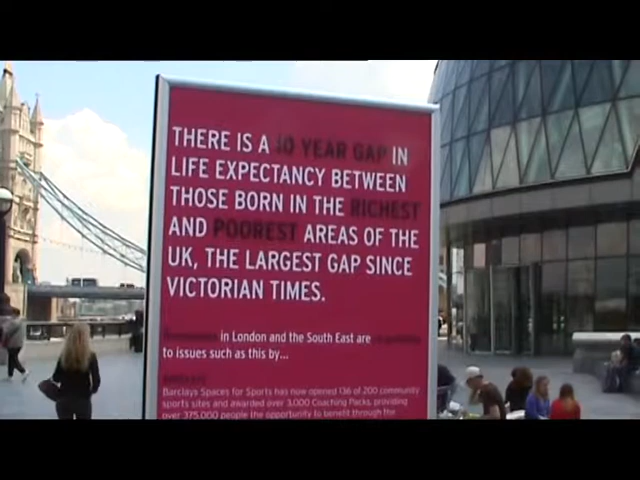 THERE IS A 10 YEAR GAP IN
LIFE EXPECTANCY BETWEEN
THOSE BORN IN THE RICHEST
AND POOREST AREAS OF THE
UK, THE LARGEST GAP SINCE
VICTORIAN TIMES.
in London and the South East are
to issues such as this by...
Barclays Spaces for Sports has now opened 136 of 200 community
sports sites and awarded over 3,000 Coaching Packs, providing
over 375,000 people the opportunity to benefit through the